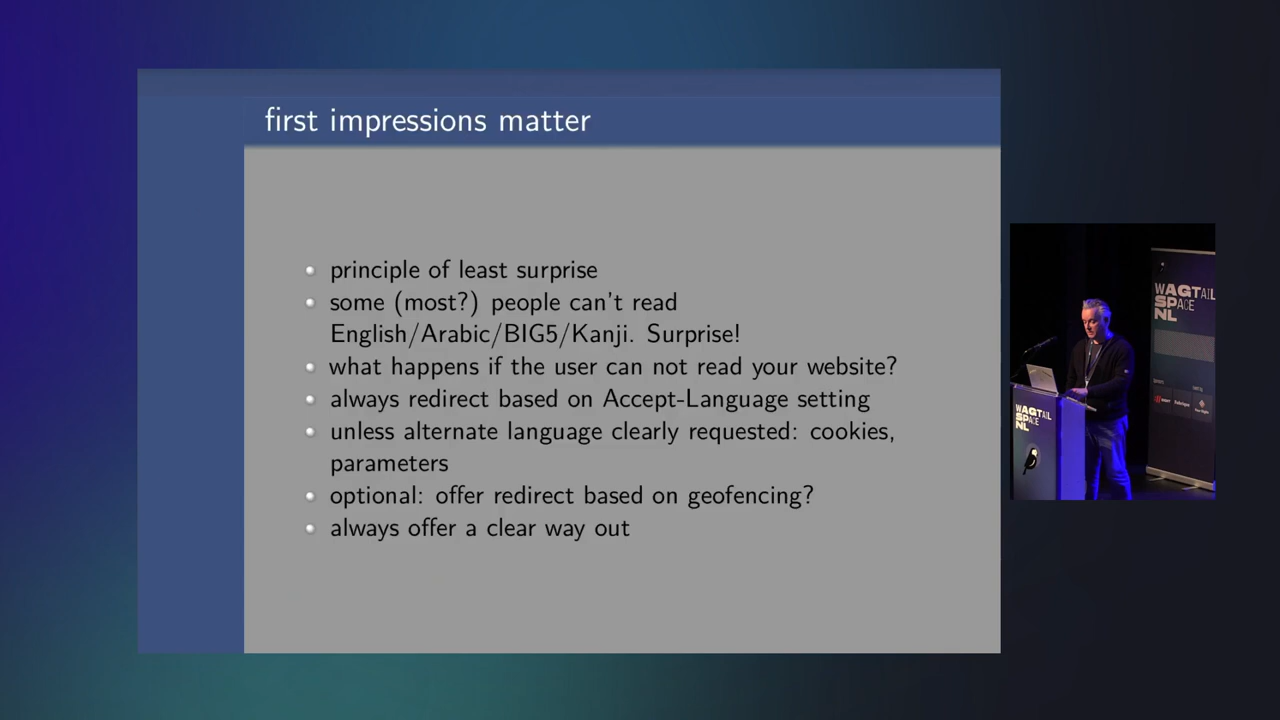 first impressions matter
principle of least surprise
some (most?) people can't read
English/Arabic/BIG5/Kanji. Surprise!
what happens if the user can not read your website?
always redirect based on Accept-Language setting
unless alternate language clearly requested: cookies,
parameters
optional: offer redirect based on geofencing?
always offer a clear way out
WAGTAIL
SPACE
NL
WAGTAIL
SPACE
NL